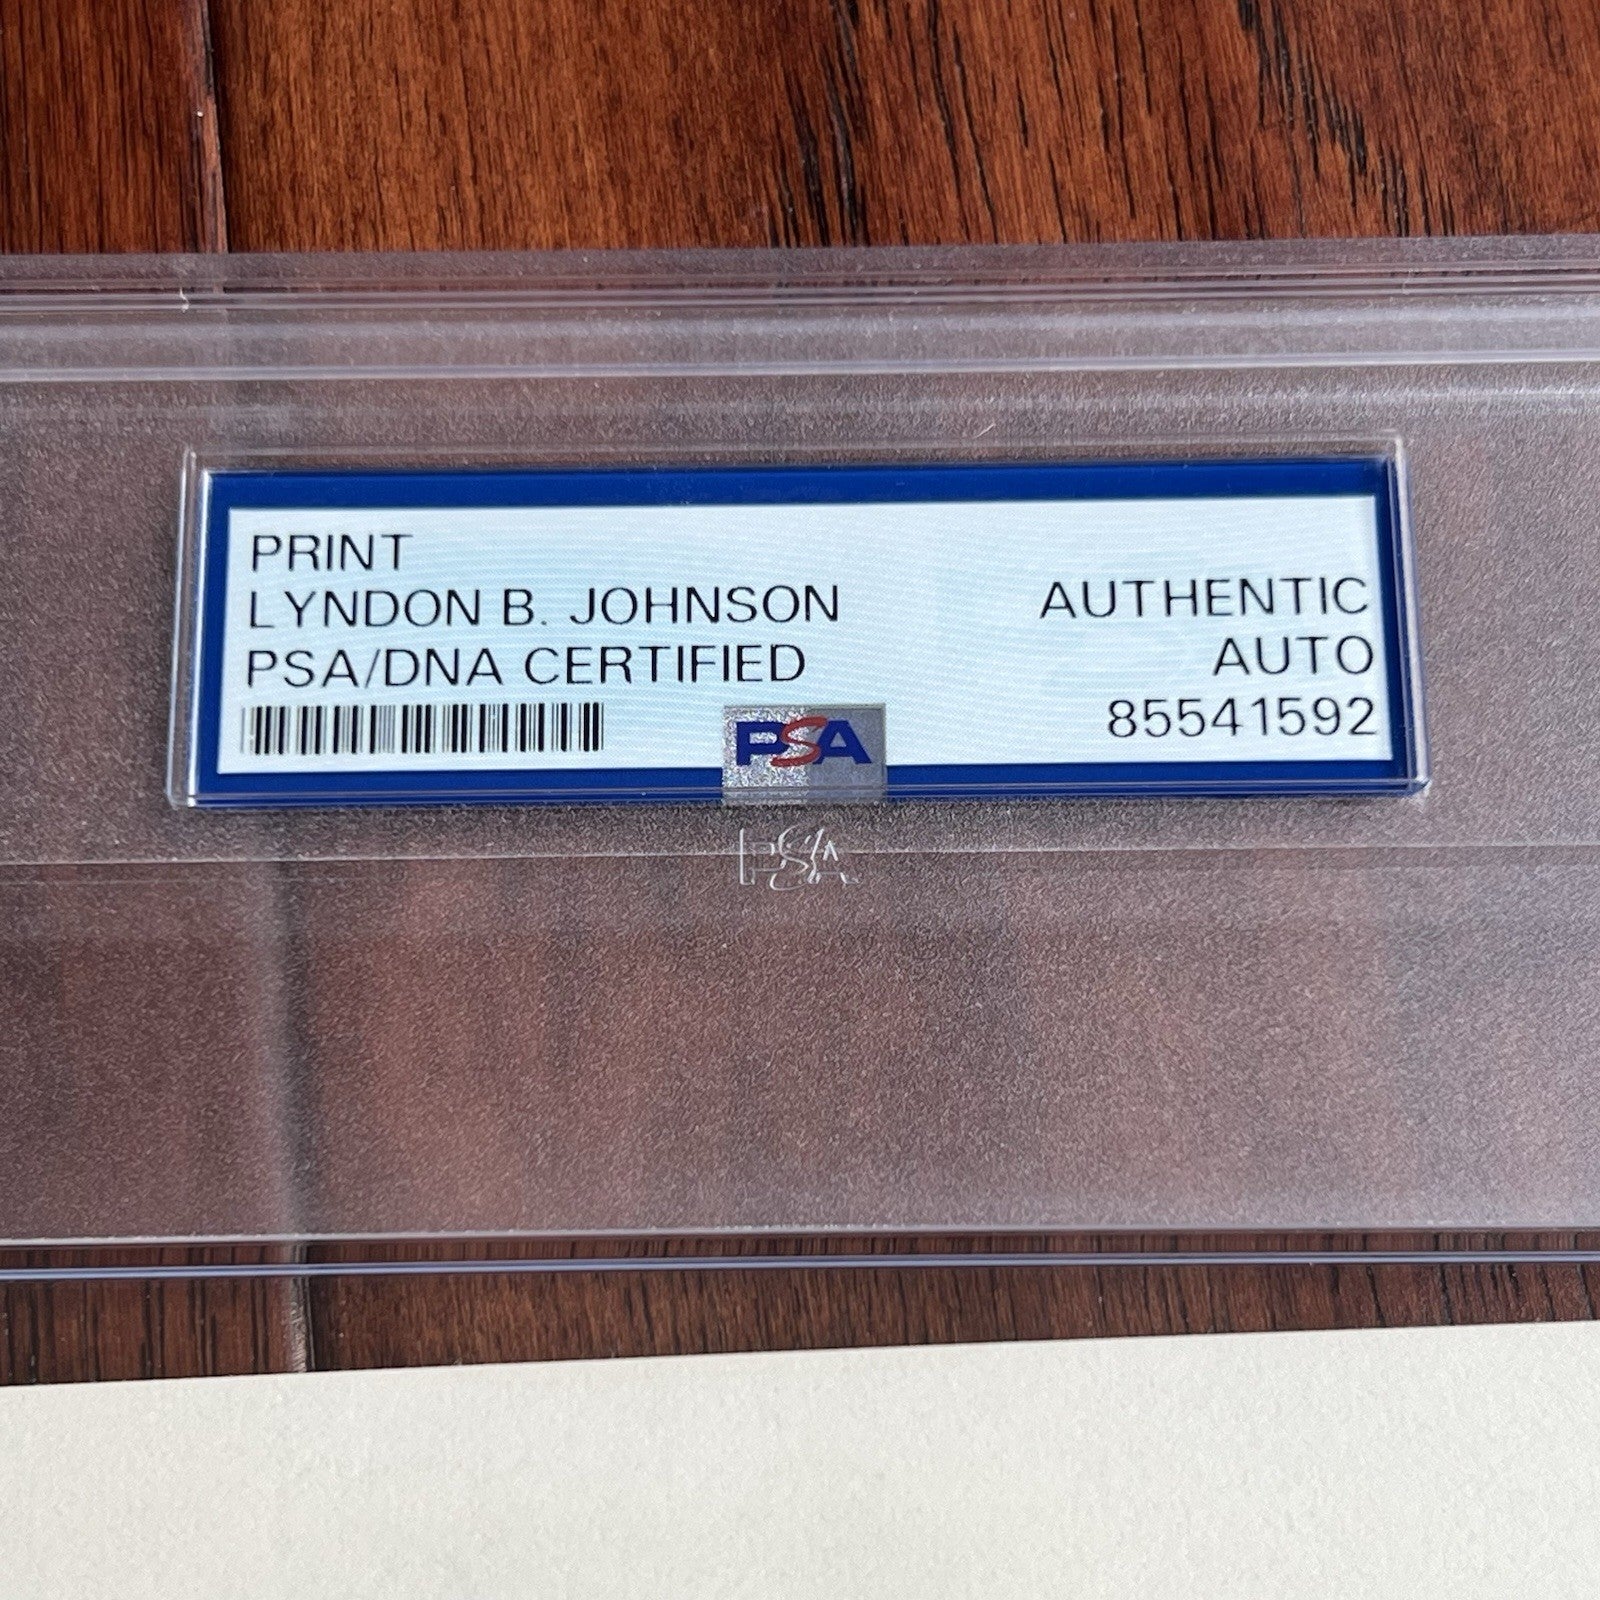 PRINT
LYNDON B. JOHNSON
PSA/DNA CERTIFIED
AUTHENTIC
AUTO
85541592
PSA
PSA